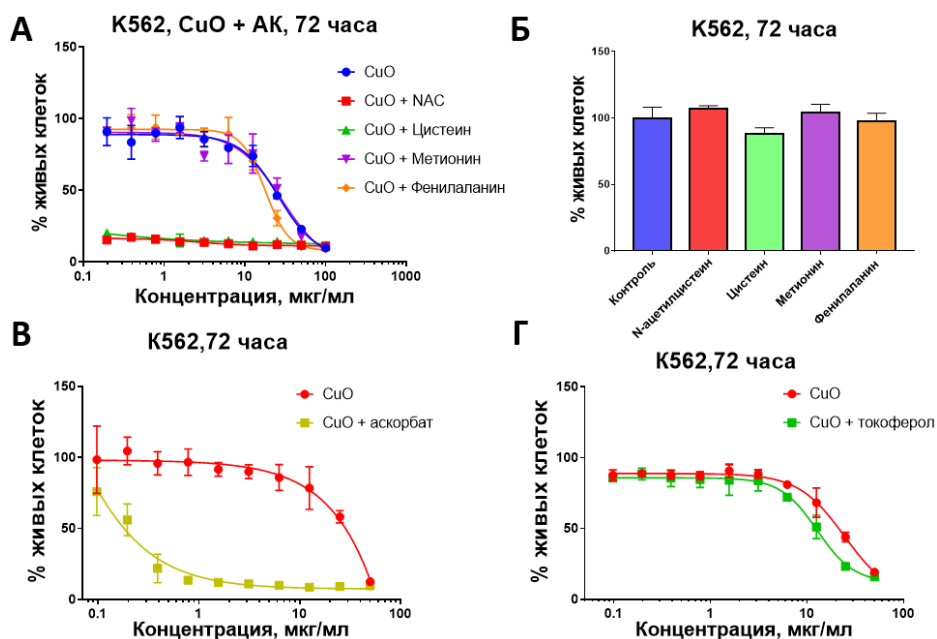 А
K562, CuO + АК, 72 часа
% живых клеток
150
100
50
0
0.1 1 10 100 1000
Концентрация, мкг/мл
CuO
CuO + NAC
CuO + Цистеин
CuO + Метионин
CuO + Фенилаланин
Б
K562, 72 часа
% живых клеток
150
100
50
0
Контроль
N-ацетилцистеин
Цистеин
Метионин
Фенилаланин
В
K562,72 часа
% живых клеток
150
100
50
0
0.1 1 10 100
Концентрация, мкг/мл
CuO
CuO + аскорбат
Г
K562,72 часа
% живых клеток
150
100
50
0
0.1 1 10 100
Концентрация, мкг/мл
CuO
CuO + токоферол